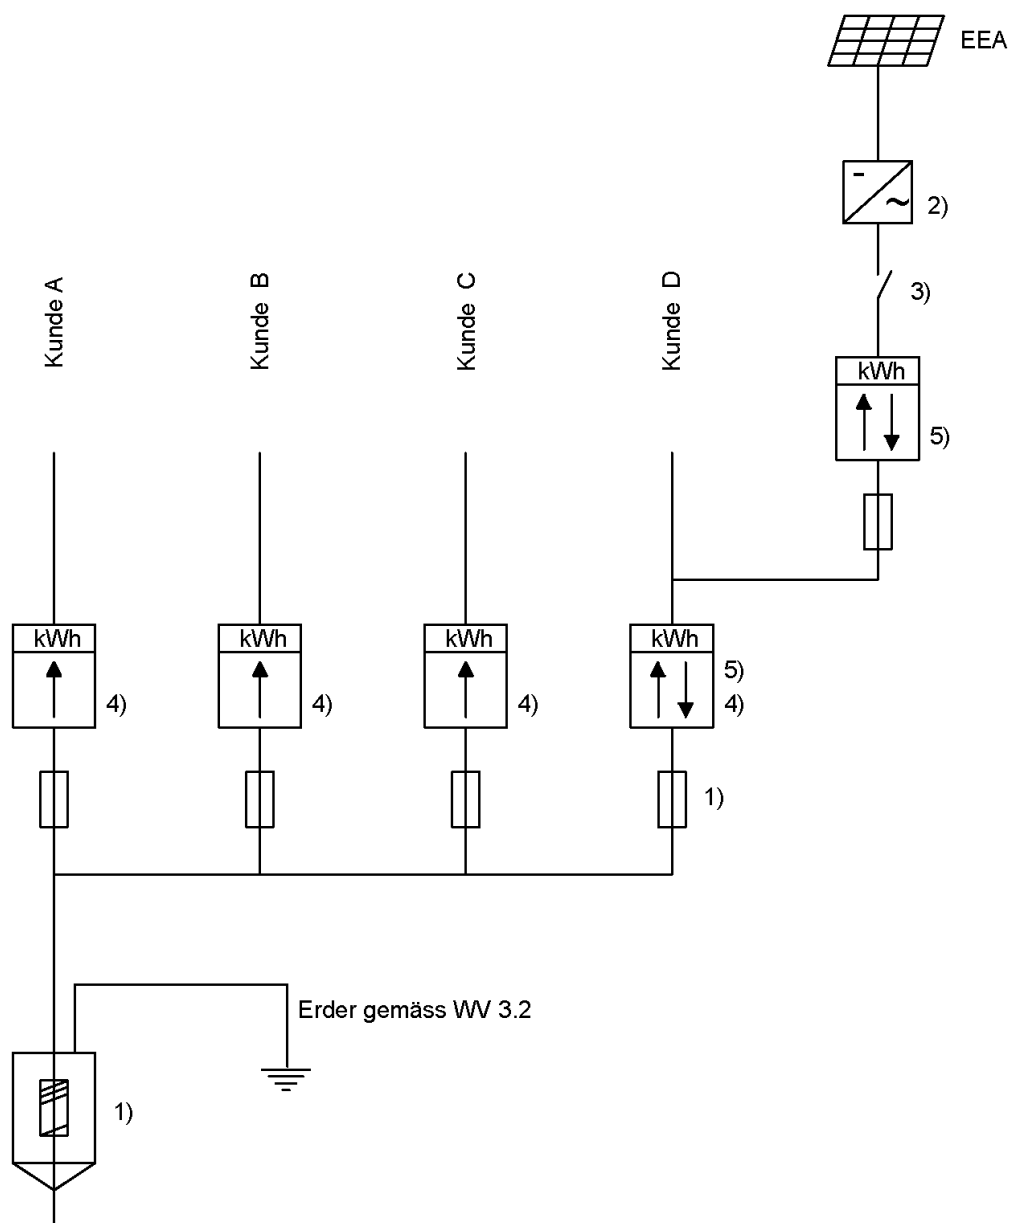 EEA
2)
3)
kWh
5)
Kunde A
Kunde B
Kunde C
Kunde D
kWh
4)
kWh
4)
kWh
4)
kWh
5)
4)
1)
Erder gemäss WV 3.2
1)